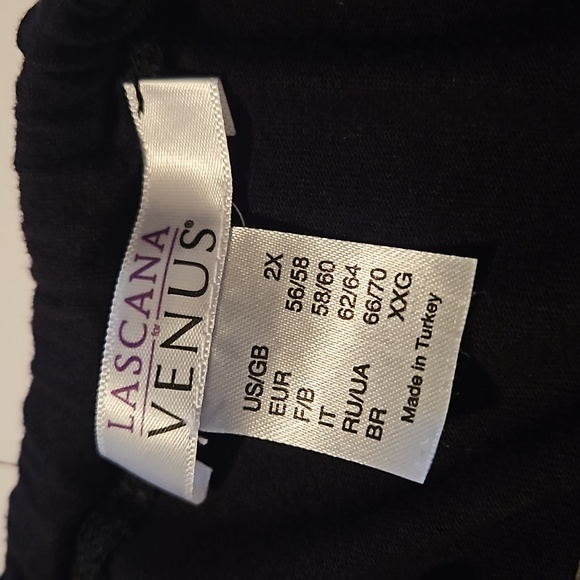 LASCANA
for
VENUS®
US/GB 2X
EUR 56/58
F/B 58/60
IT 62/64
RU/UA 66/70
BR XXG
Made in Turkey